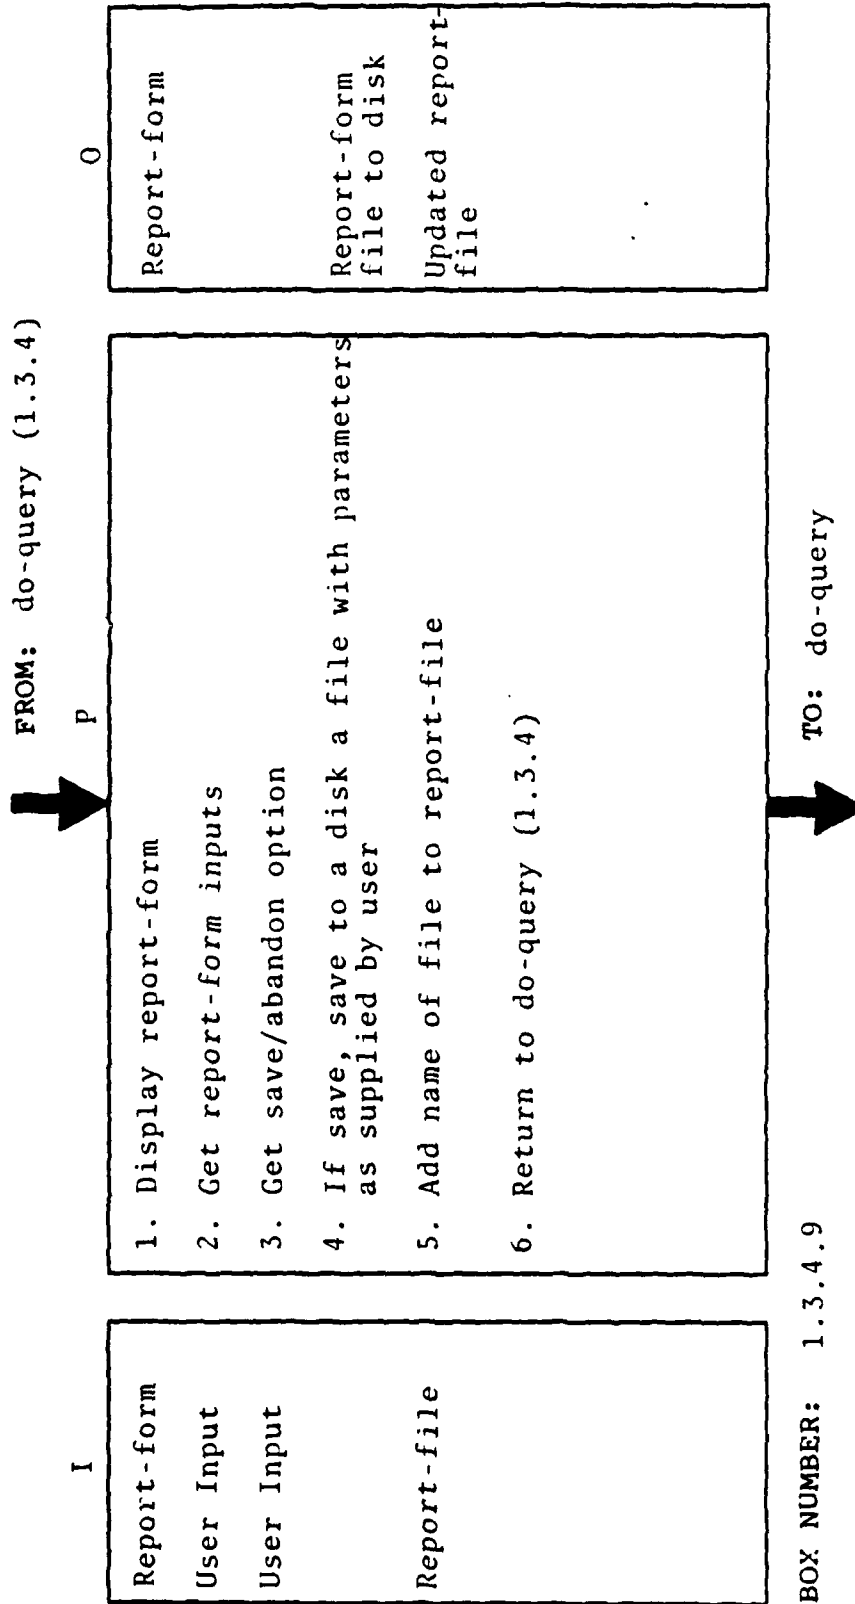 FROM: do-query (1.3.4)
I
P
O
Report-form
User Input
User Input
Report-file
1. Display report-form
2. Get report-form inputs
3. Get save/abandon option
4. If save, save to a disk a file with parameters
as supplied by user
5. Add name of file to report-file
6. Return to do-query (1.3.4)
Report-form
Report-form
file to disk
Updated report-
file
BOX NUMBER: 1.3.4.9
TO: do-query